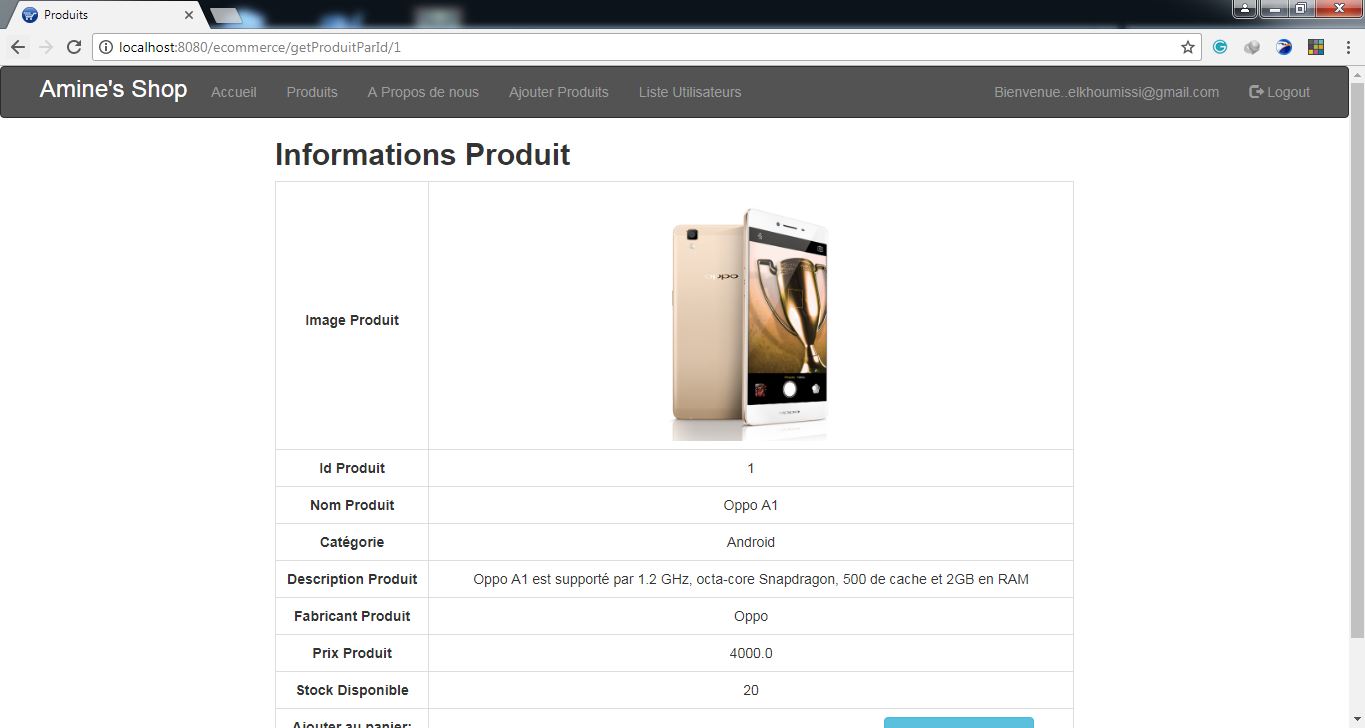 Produits
localhost:8080/ecommerce/getProduitParId/1
Amine's Shop Accueil Produits A Propos de nous Ajouter Produits Liste Utilisateurs Bienvenue..elkhoumissi@gmail.com Logout
Informations Produit
Image Produit
oppo
Id Produit 1
Nom Produit Oppo A1
Catégorie Android
Description Produit Oppo A1 est supporté par 1.2 GHz, octa-core Snapdragon, 500 de cache et 2GB en RAM
Fabricant Produit Oppo
Prix Produit 4000.0
Stock Disponible 20
Ajouter au panier: